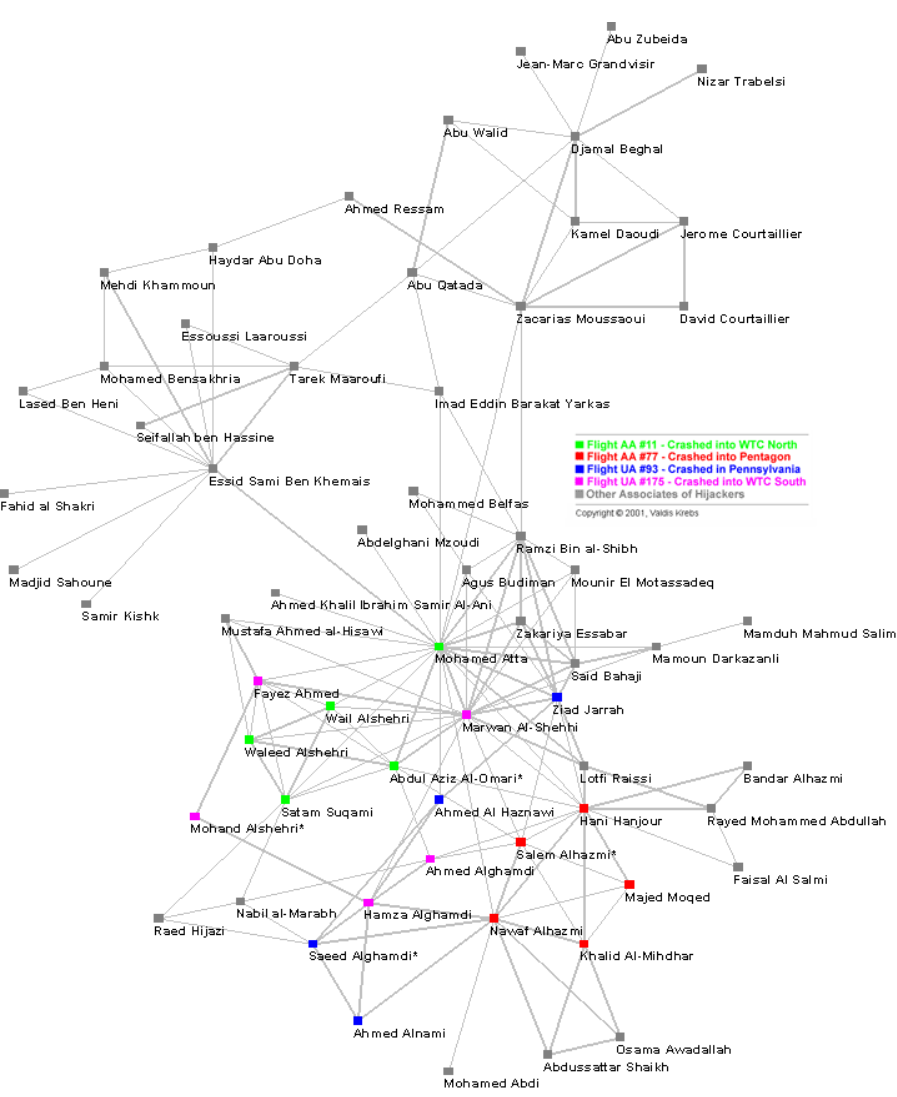 Abu Zubeida
Jean-Marc Grandvisir
Nizar Trabelsi
Abu Walid
Djamal Beghal
Ahmed Ressam
Kamel Daoudi
Jerome Courtaillier
Haydar Abu Doha
Mehdi Khammoun
Abu Qatada
Zacarias Moussaoui
David Courtaillier
Essoussi Laaroussi
Mohamed Bensakhria
Tarek Maaroufi
Lased Ben Heni
Imad Eddin Barakat Yarkas
Seifallah ben Hassine
Flight AA #11 - Crashed into WTC North
Flight AA #77 - Crashed into Pentagon
Flight UA #93 - Crashed in Pennsylvania
Flight UA #175 - Crashed into WTC South
Other Associates of Hijackers
Copyright © 2001, Valdis Krebs
Essid Sami Ben Khemais
Fahid al Shakri
Mohammed Belfas
Abdelghani Mzoudi
Ramzi Bin al-Shibh
Madjid Sahoune
Agus Budiman
Mounir El Motassadeq
Samir Kishk
Ahmed Khalil Ibrahim Samir Al-Ani
Mustafa Ahmed al-Hisawi
Zakariya Essabar
Mamduh Mahmud Salim
Mohamed Atta
Mamoun Darkazanli
Said Bahaji
Fayez Ahmed
Ziad Jarrah
Wail Alshehri
Marwan Al-Shehhi
Waleed Alshehri
Abdul Aziz Al-Omari*
Lotfi Raissi
Bandar Alhazmi
Satam Suqami
Ahmed Al Haznawi
Hani Hanjour
Rayed Mohammed Abdullah
Mohand Alshehri*
Salem Alhazmi*
Ahmed Alghamdi
Faisal Al Salmi
Majed Moqed
Nabil al-Marabh
Hamza Alghamdi
Raed Hijazi
Nawaf Alhazmi
Saeed Alghamdi*
Khalid Al-Mihdhar
Ahmed Alnami
Osama Awadallah
Abdussattar Shaikh
Mohamed Abdi